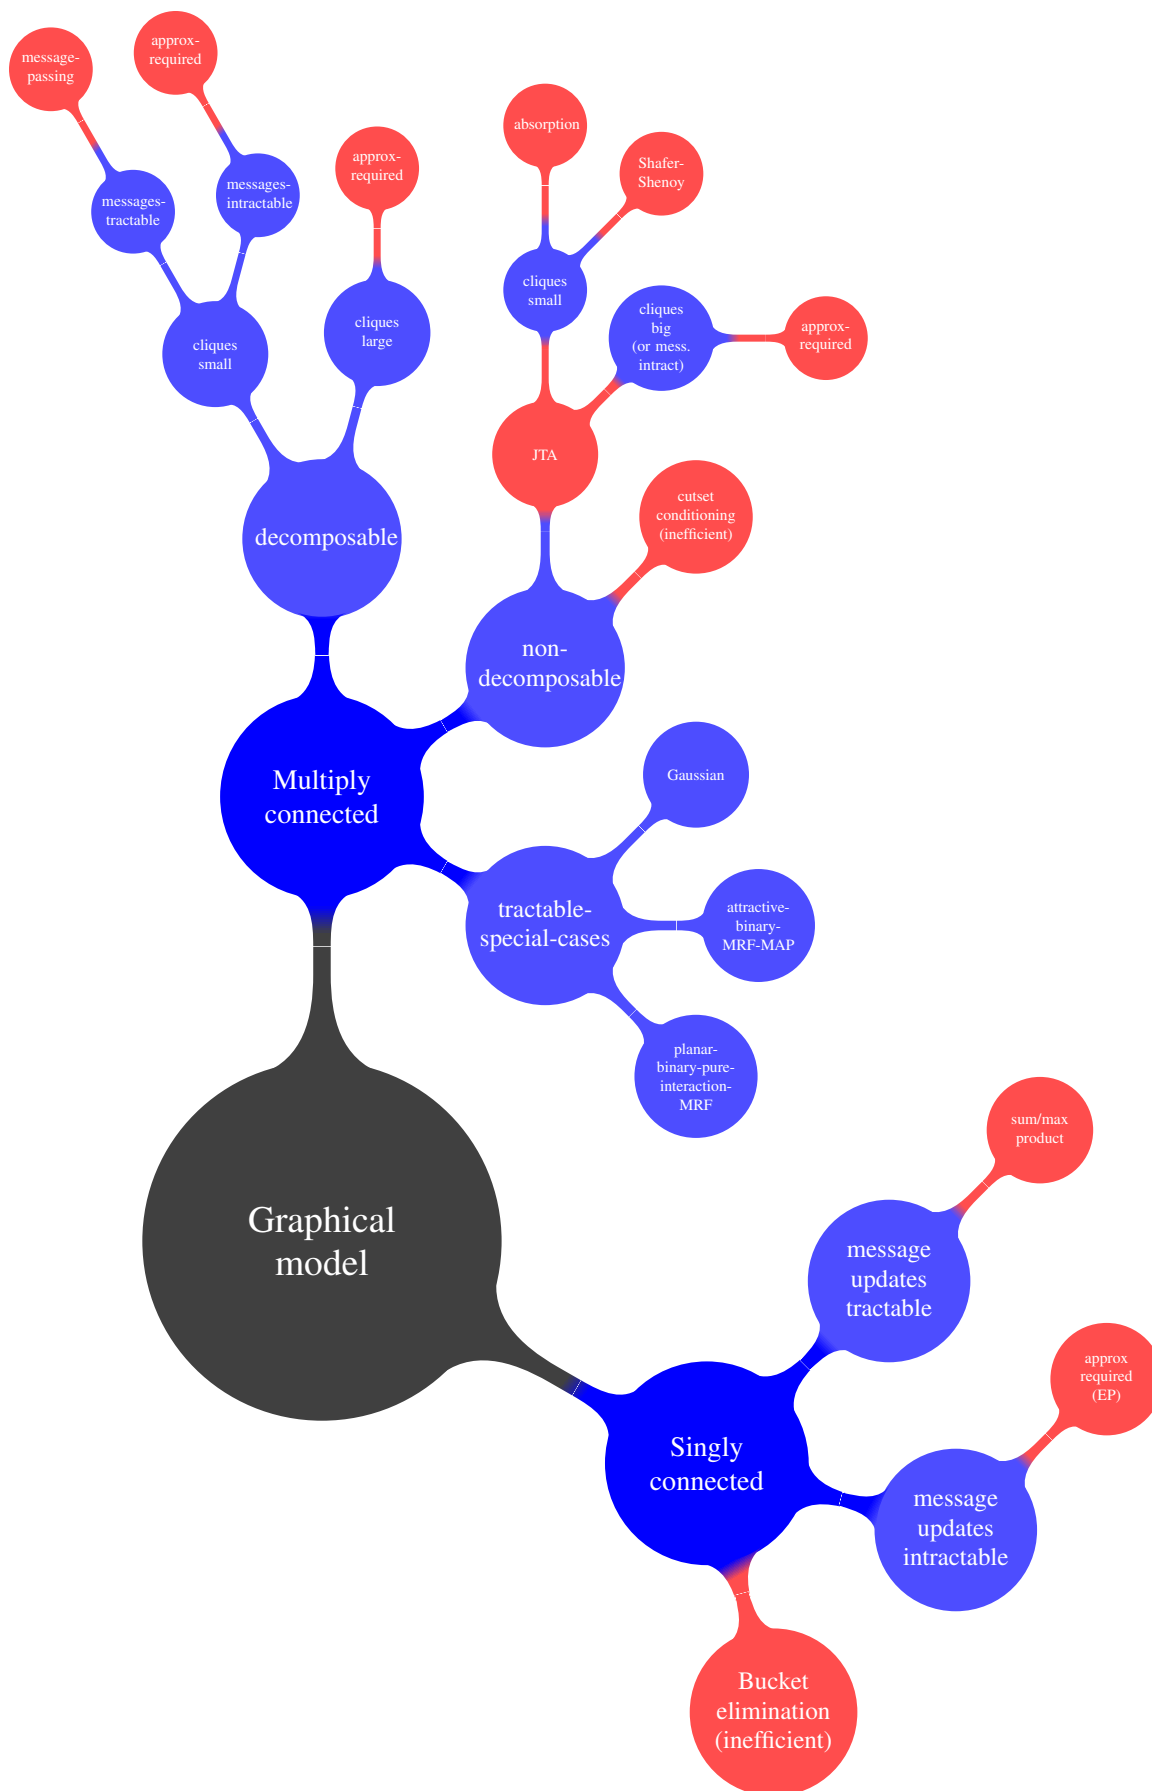 message-
passing
approx-
required
messages-
tractable
messages-
intractable
approx-
required
cliques
small
cliques
large
decomposable
absorption
Shafer-
Shenoy
cliques
small
cliques
big
(or mess.
intract)
approx-
required
JTA
cutset
conditioning
(inefficient)
non-
decomposable
Multiply
connected
Gaussian
tractable-
special-cases
attractive-
binary-
MRF-MAP
planar-
binary-pure-
interaction-
MRF
Graphical
model
sum/max
product
message
updates
tractable
approx
required
(EP)
Singly
connected
message
updates
intractable
Bucket
elimination
(inefficient)